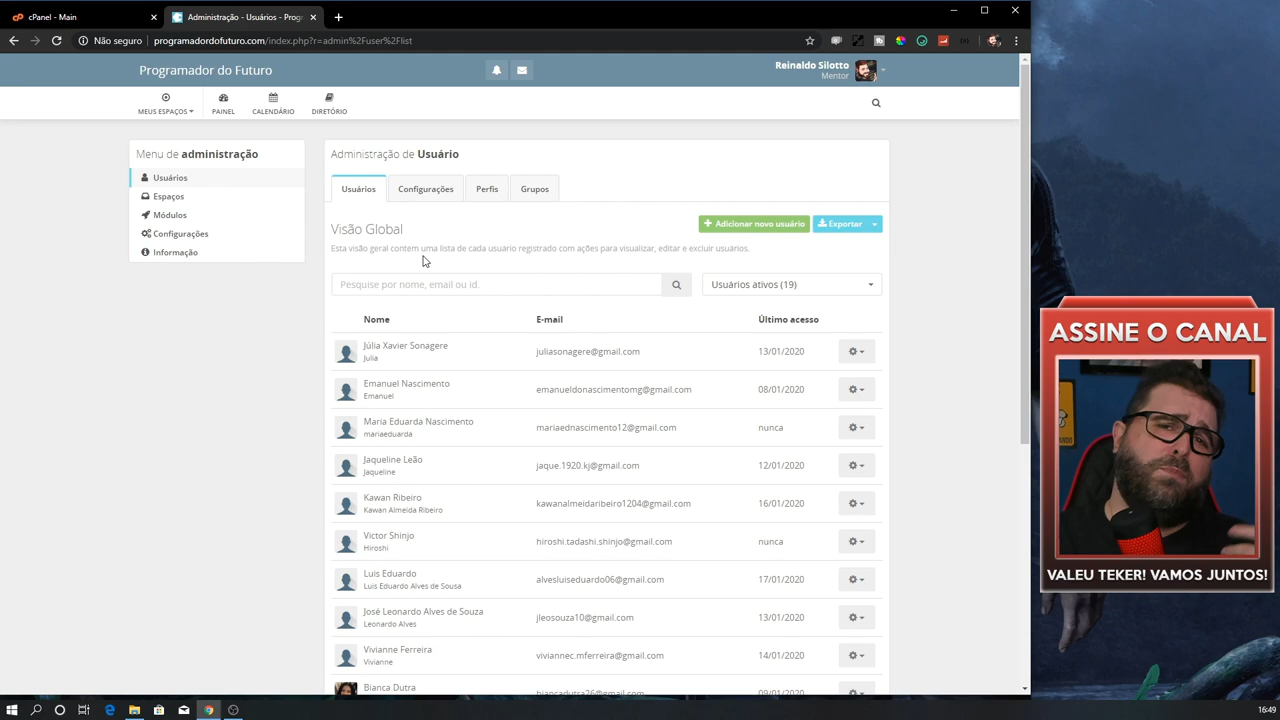 cPanel - Main
Administração - Usuários - Prog
Não seguro
programadordofuturo.com/index.php?r=admin%2Fuser%2Flist
Programador do Futuro
Reinaldo Silotto
Mentor
MEUS ESPAÇOS
PAINEL
CALENDÁRIO
DIRETÓRIO
Menu de administração
Usuários
Espaços
Módulos
Configurações
Informação
Administração de Usuário
Usuários
Configurações
Perfis
Grupos
Visão Global
Adicionar novo usuário
Exportar
Esta visão geral contém uma lista de cada usuário registrado com ações para visualizar, editar e excluir usuários.
Pesquise por nome, email ou id.
Usuários ativos (19)
Nome E-mail Último acesso
Júlia Xavier Sonagere
Julia
juliasonagere@gmail.com 13/01/2020
Emanuel Nascimento
Emanuel
emanueldonascimentomg@gmail.com 08/01/2020
Maria Eduarda Nascimento
mariaeduarda
mariaednascimento12@gmail.com nunca
Jaqueline Leão
Jaqueline
jaque.1920.kj@gmail.com 12/01/2020
Kawan Ribeiro
Kawan Almeida Ribeiro
kawanalmeidaribeiro1204@gmail.com 16/01/2020
Victor Shinjo
Hiroshi
hiroshi.tadashi.shinjo@gmail.com nunca
Luis Eduardo
Luis Eduardo Alves de Sousa
alvesluiseduardo06@gmail.com 17/01/2020
José Leonardo Alves de Souza
Leonardo Alves
jleosouza10@gmail.com 13/01/2020
Vivianne Ferreira
Vivianne
viviannec.mferreira@gmail.com 14/01/2020
Bianca Dutra
biancadutra26@gmail.com 09/01/2020
ASSINE O CANAL
VALEU TEKER! VAMOS JUNTOS!
16:49